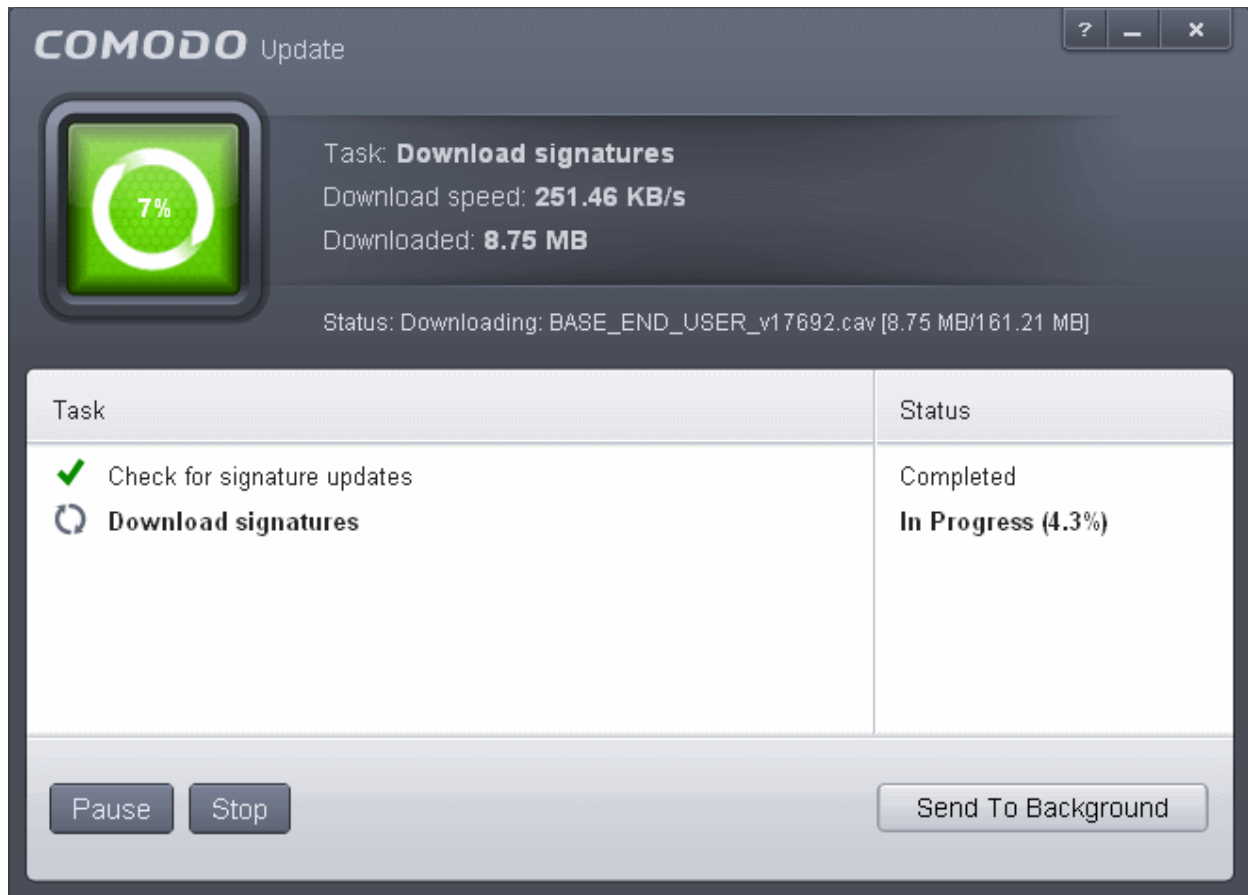 COMODO Update
? _ x
7%
Task: Download signatures
Download speed: 251.46 KB/s
Downloaded: 8.75 MB
Status: Downloading: BASE_END_USER_v17692.cav [8.75 MB/161.21 MB]
Task Status
Check for signature updates Completed
Download signatures In Progress (4.3%)
Pause Stop Send To Background